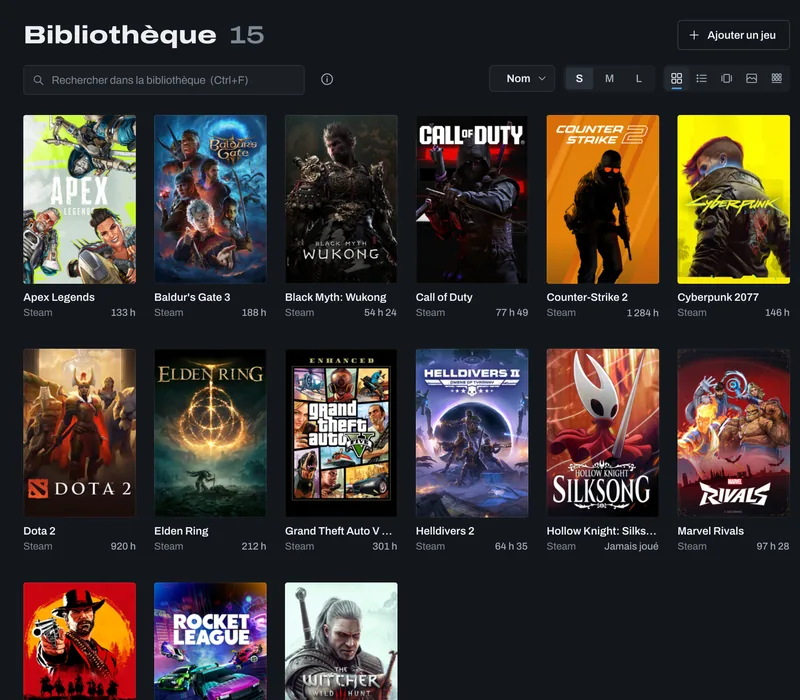 Bibliothèque 15
Ajouter un jeu
Rechercher dans la bibliothèque (Ctrl+F)
Nom
S M L
APEX
LEGENDS
Baldur's
Gate
BLACK MYTH
WUKONG
CALL OF DUTY
COUNTER
STRIKE 2
Cyberpunk
Apex Legends
Steam 133 h
Baldur's Gate 3
Steam 188 h
Black Myth: Wukong
Steam 54 h 24
Call of Duty
Steam 77 h 49
Counter-Strike 2
Steam 1 284 h
Cyberpunk 2077
Steam 146 h
DOTA 2
ELDEN RING
ENHANCED
grand
theft
auto V
FIVE
HELLDIVERS II
HOLLOW KNIGHT
SILKSONG
MARVEL
RIVALS
Dota 2
Steam 920 h
Elden Ring
Steam 212 h
Grand Theft Auto V ...
Steam 301 h
Helldivers 2
Steam 64 h 35
Hollow Knight: Silks...
Steam Jamais joué
Marvel Rivals
Steam 97 h 28
ROCKET
LEAGUE
THE
WITCHER
WILD HUNT